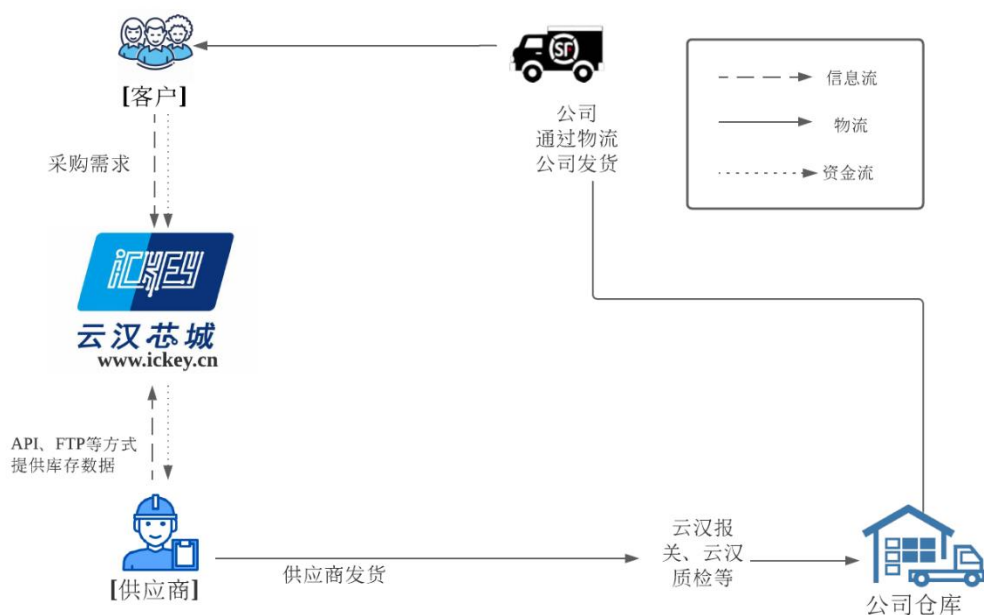 SF
[客户]
信息流
公司
通过物流
公司发货
物流
采购需求
资金流
iCKEY
云汉芯城
www.ickey.cn
API、FTP等方式
提供库存数据
云汉报
关、云汉
质检等
供应商发货
[供应商]
公司仓库